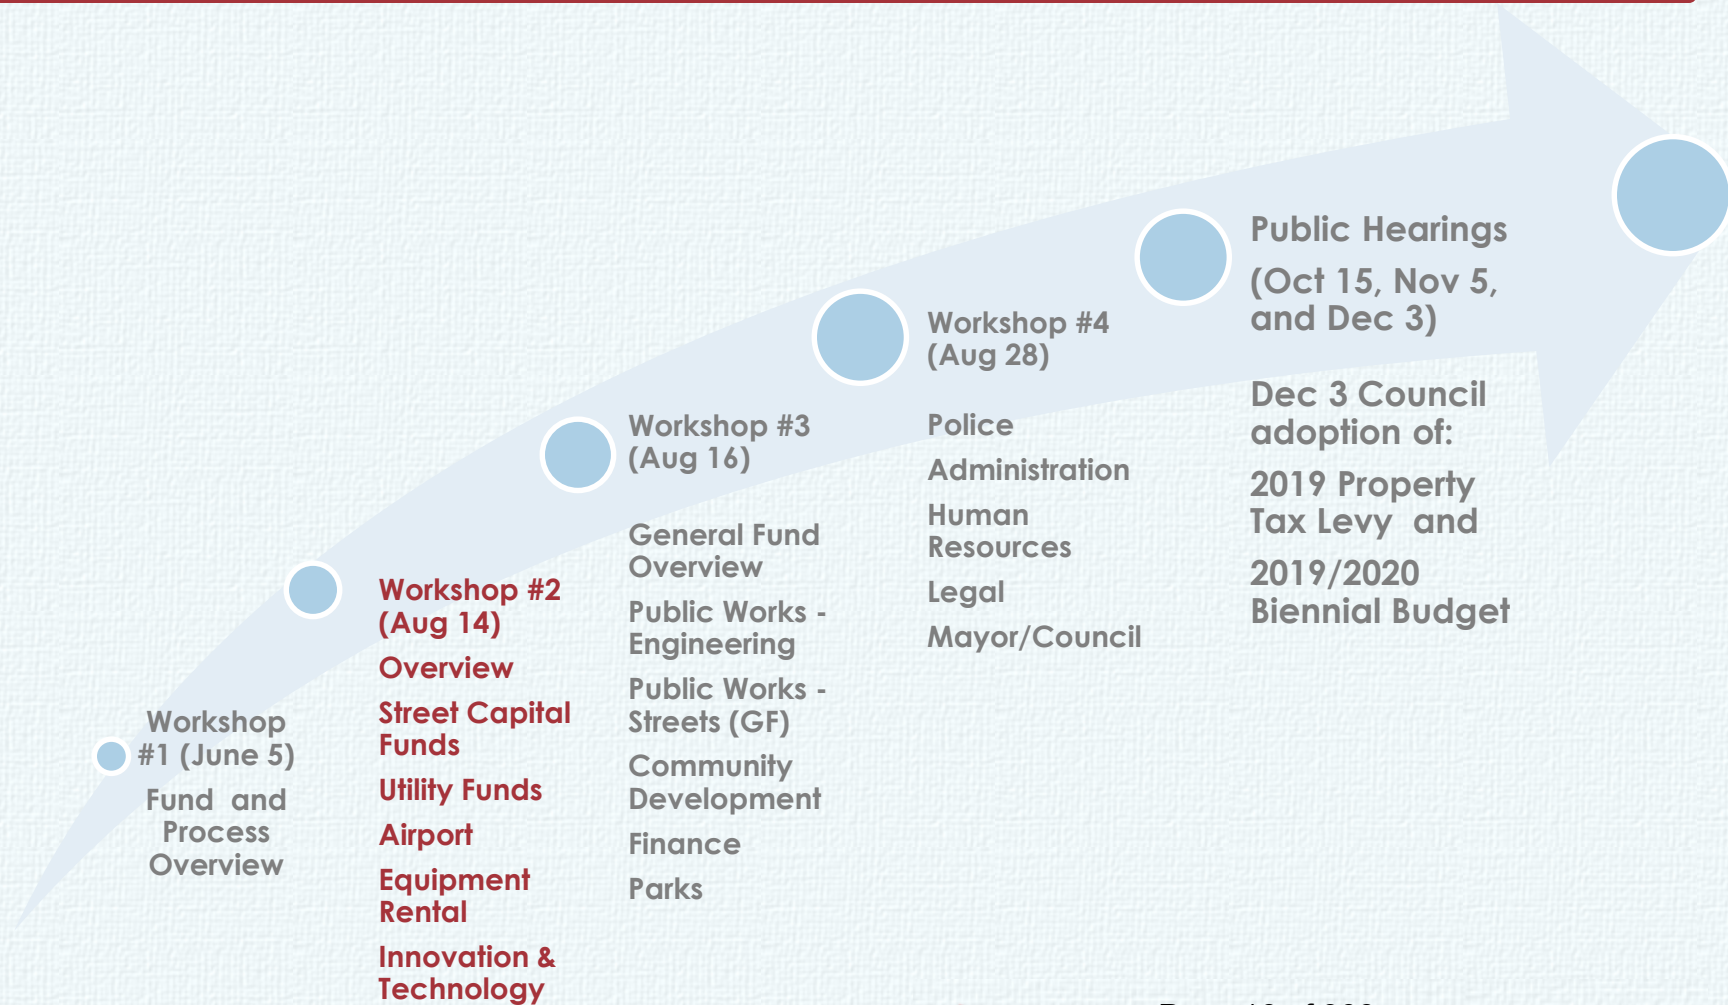 Workshop
#1 (June 5)
Fund and
Process
Overview
Workshop #2
(Aug 14)
Overview
Street Capital
Funds
Utility Funds
Airport
Equipment
Rental
Innovation &
Technology
Workshop #3
(Aug 16)
General Fund
Overview
Public Works -
Engineering
Public Works -
Streets (GF)
Community
Development
Finance
Parks
Workshop #4
(Aug 28)
Police
Administration
Human
Resources
Legal
Mayor/Council
Public Hearings
(Oct 15, Nov 5,
and Dec 3)
Dec 3 Council
adoption of:
2019 Property
Tax Levy and
2019/2020
Biennial Budget